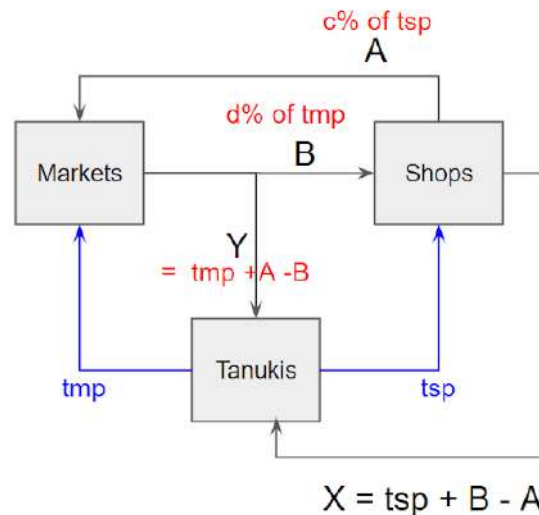 c% of tsp
A
d% of tmp
Markets
B
Shops
Y
= tmp +A -B
Tanukis
tmp
tsp
X = tsp + B - A